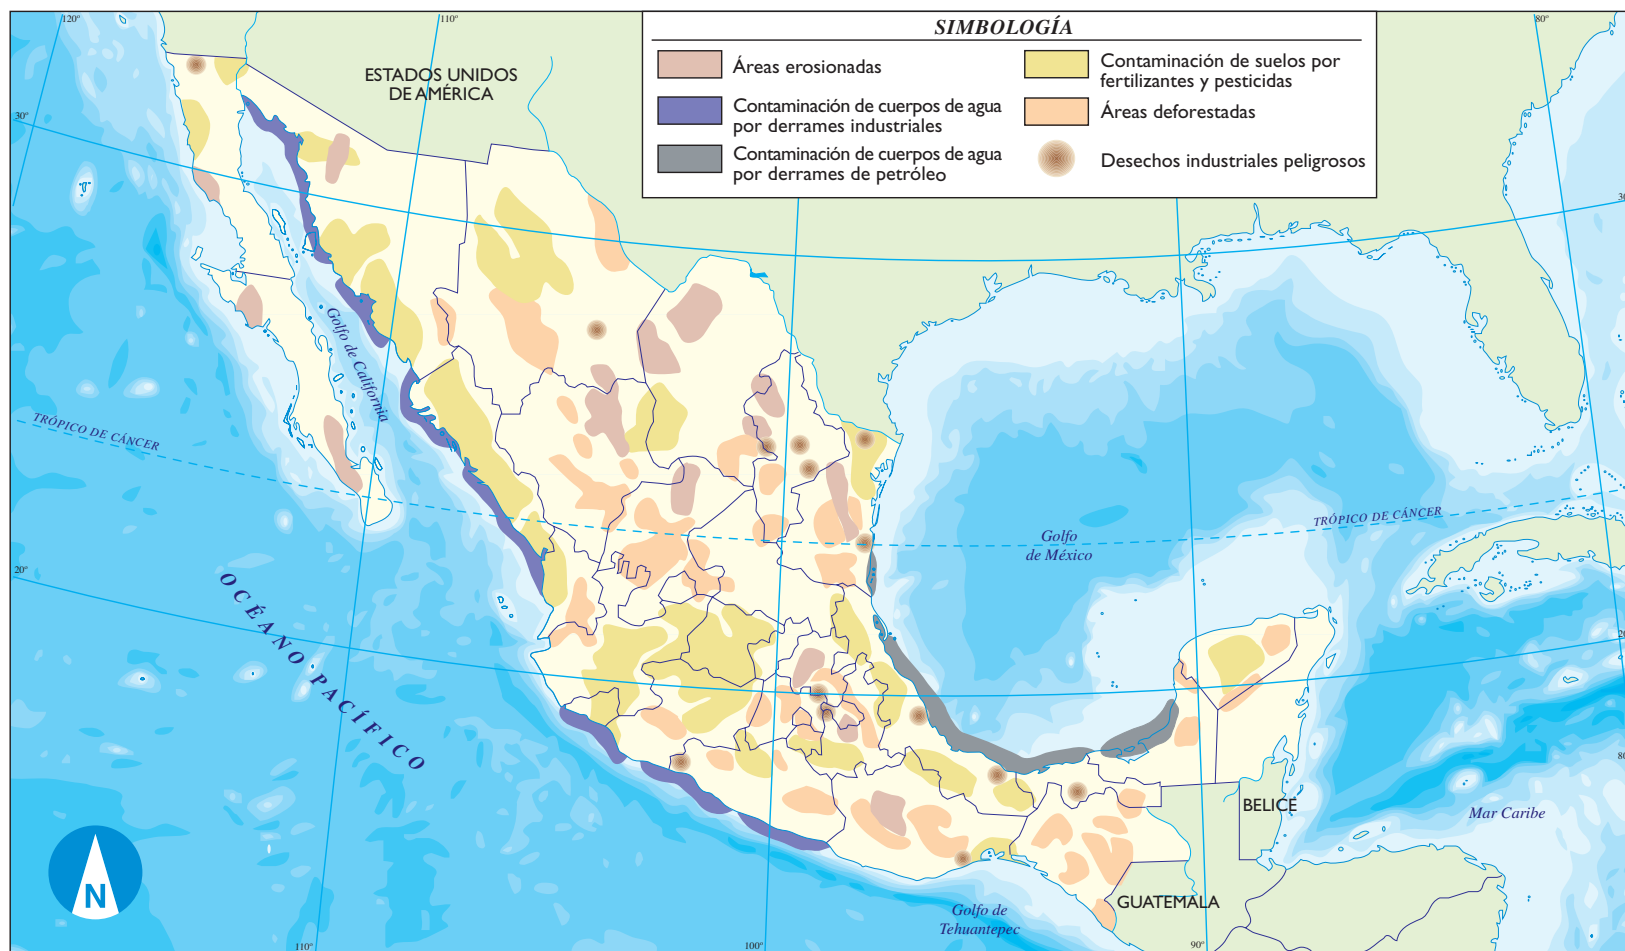 120°
110°
80°
SIMBOLOGÍA
Áreas erosionadas
Contaminación de cuerpos de agua
por derrames industriales
Contaminación de cuerpos de agua
por derrames de petróleo
Contaminación de suelos por
fertilizantes y pesticidas
Áreas deforestadas
Desechos industriales peligrosos
ESTADOS UNIDOS
DE AMÉRICA
30°
Golfo de California
TRÓPICO DE CÁNCER
TRÓPICO DE CÁNCER
Golfo
de México
20°
OCÉANO PACÍFICO
BELICE
Mar Caribe
GUATEMALA
Golfo de
Tehuantepec
N
110°
100°
90°